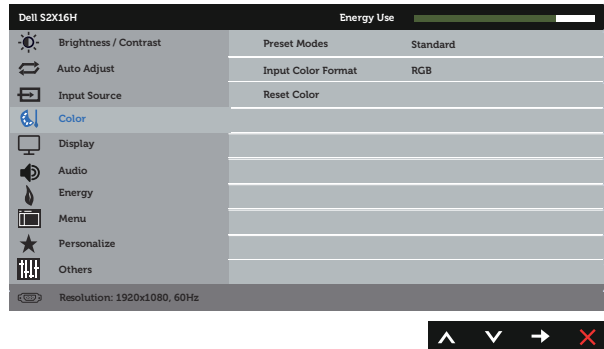 Dell S2X16H Energy Use
Brightness / Contrast Preset Modes Standard
Auto Adjust Input Color Format RGB
Input Source Reset Color
Color
Display
Audio
Energy
Menu
Personalize
Others
Resolution: 1920x1080, 60Hz